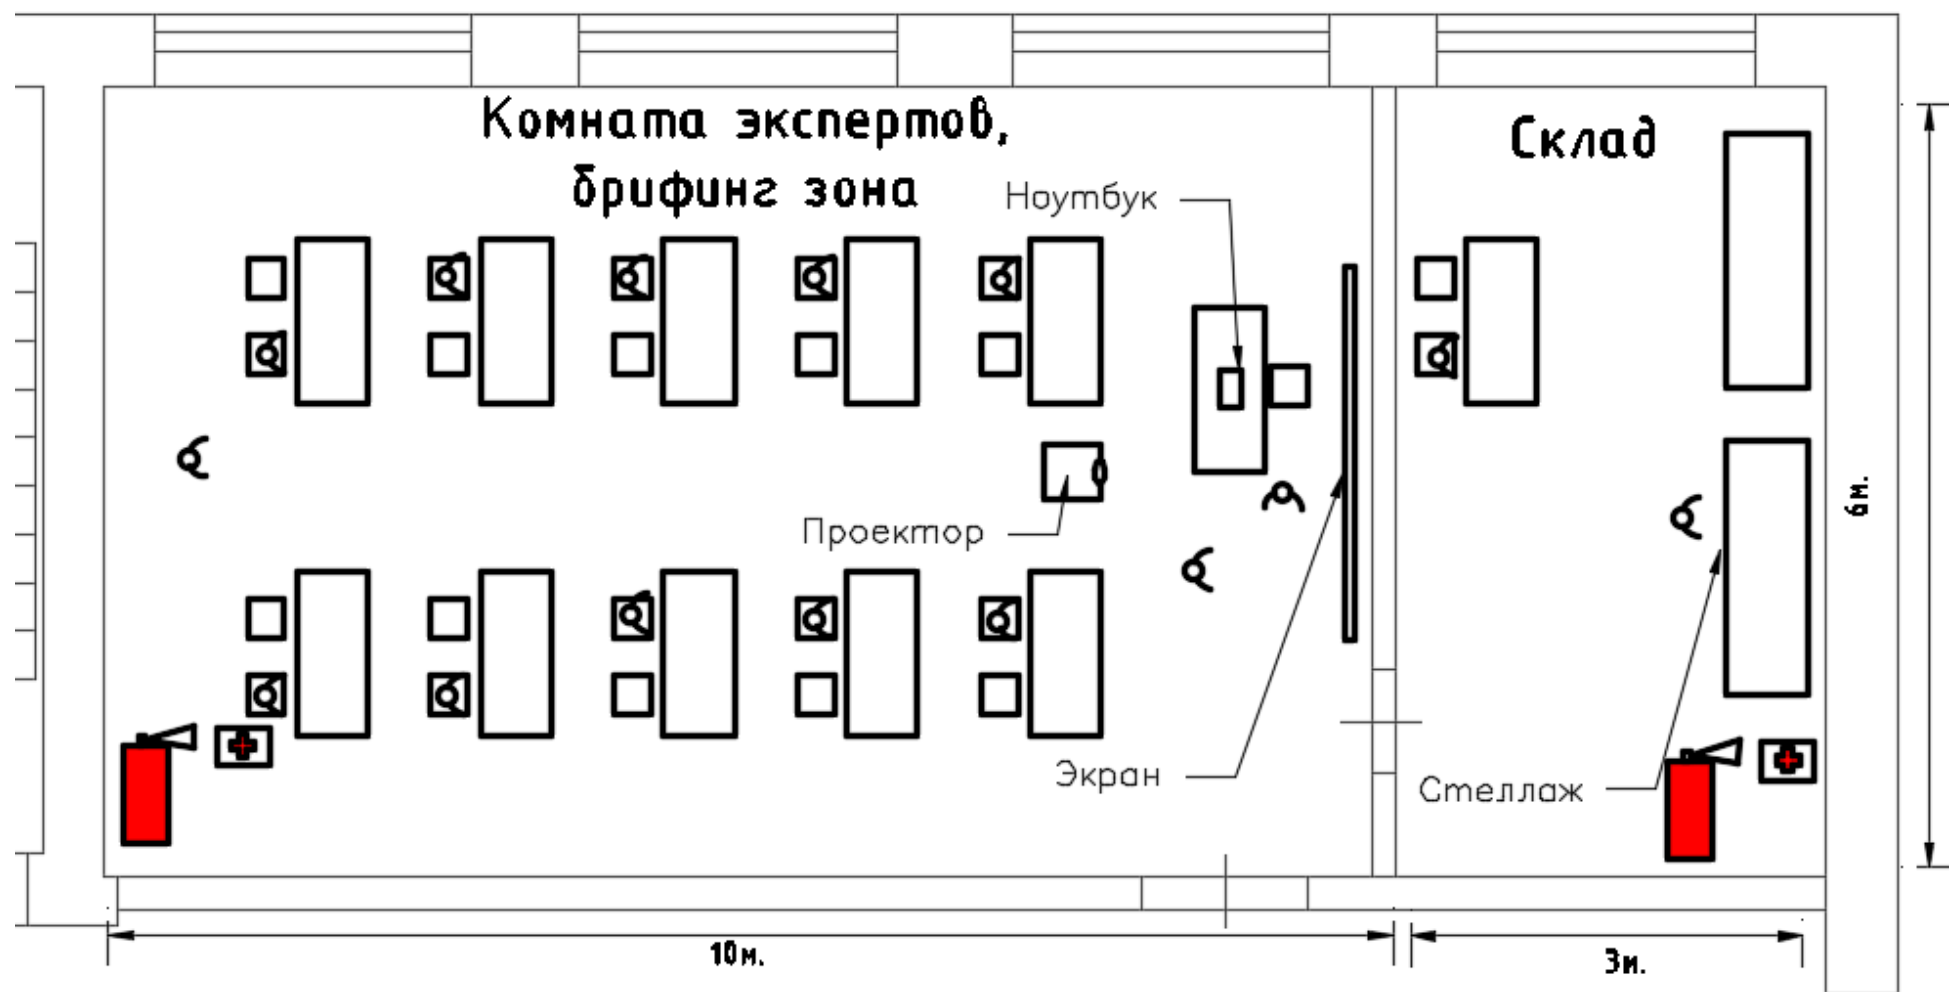 Комната экспертов,
брифинг зона
Склад
Ноутбук
Проектор
Экран
Стеллаж
6м.
10м.
3м.